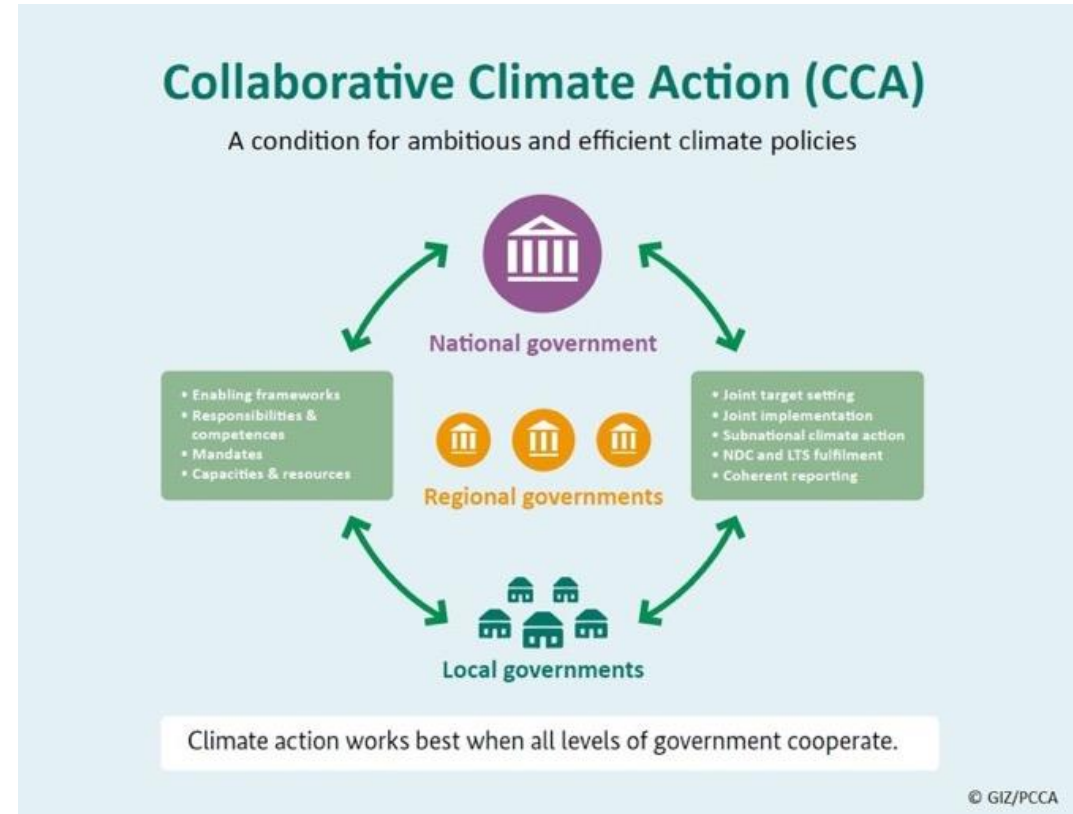 Collaborative Climate Action (CCA)
A condition for ambitious and efficient climate policies
National government
• Enabling frameworks
• Responsibilities &
competences
• Mandates
• Capacities & resources
• Joint target setting
• Joint implementation
• Subnational climate action
• NDC and LTS fulfilment
• Coherent reporting
Regional governments
Local governments
Climate action works best when all levels of government cooperate.
© GIZ/PCCA